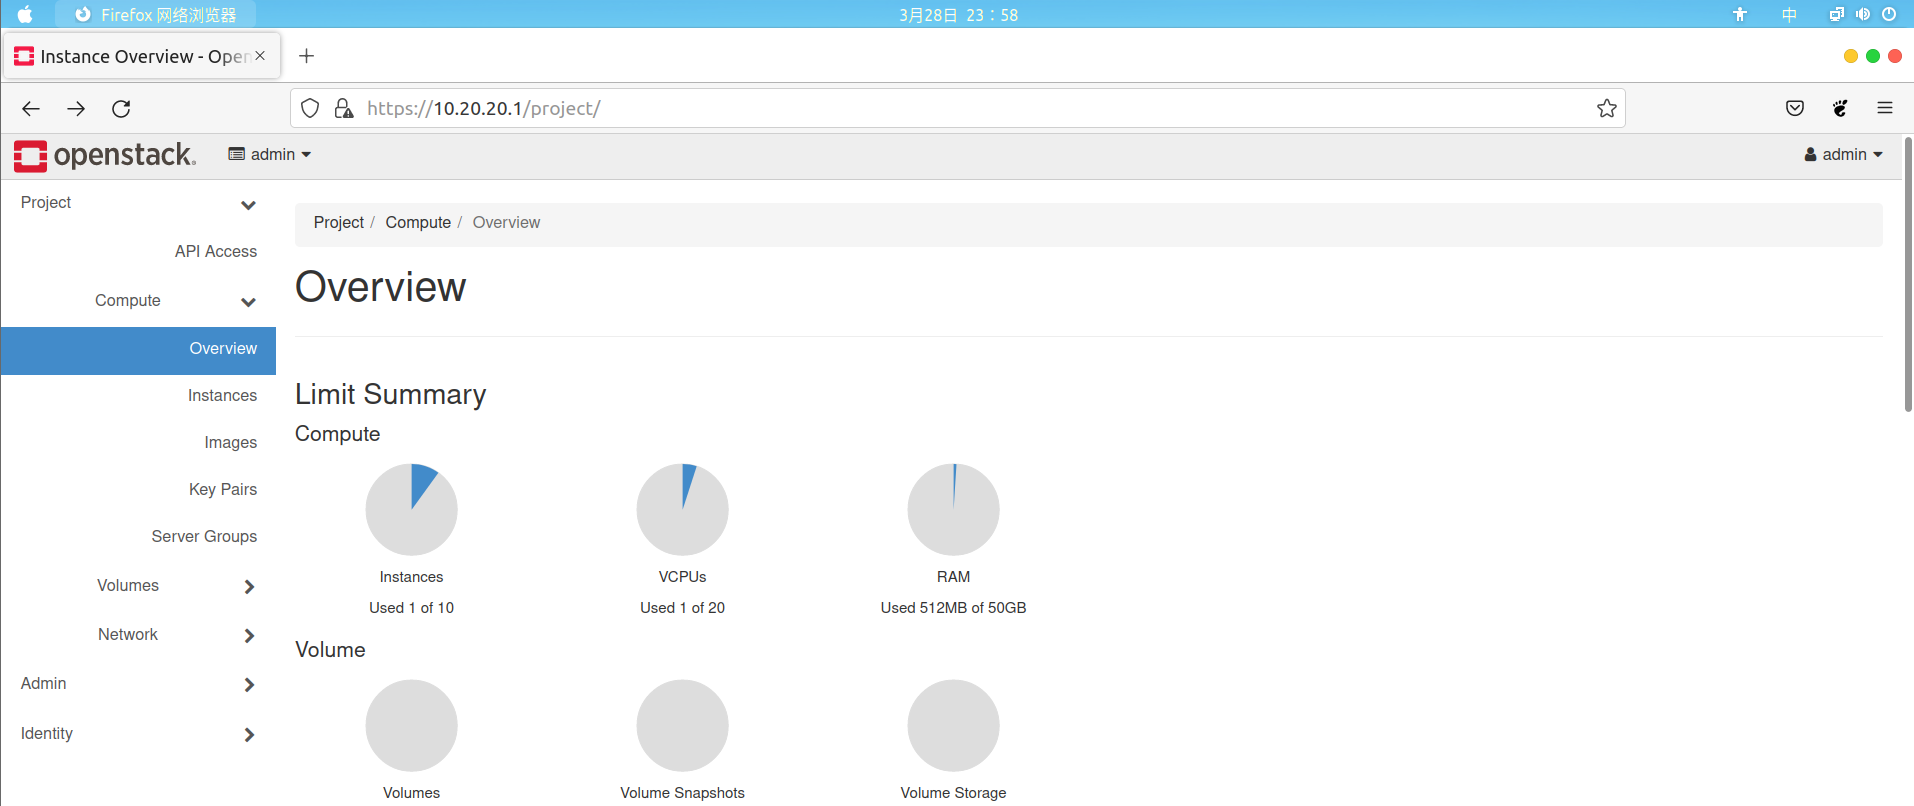 Firefox 网络浏览器
3月28日 23：58
中
Instance Overview - Open
https://10.20.20.1/project/
openstack.
admin
admin
Project
API Access
Compute
Overview
Instances
Images
Key Pairs
Server Groups
Volumes
Network
Admin
Identity
Project / Compute / Overview
Overview
Limit Summary
Compute
Instances
Used 1 of 10
VCPUs
Used 1 of 20
RAM
Used 512MB of 50GB
Volume
Volumes
Volume Snapshots
Volume Storage